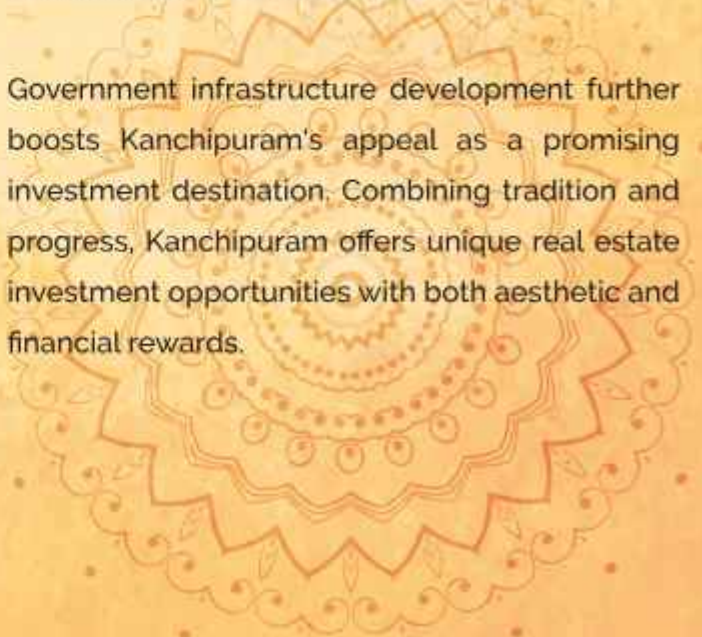 Government infrastructure development further
boosts Kanchipuram's appeal as a promising
investment destination. Combining tradition and
progress, Kanchipuram offers unique real estate
investment opportunities with both aesthetic and
financial rewards.